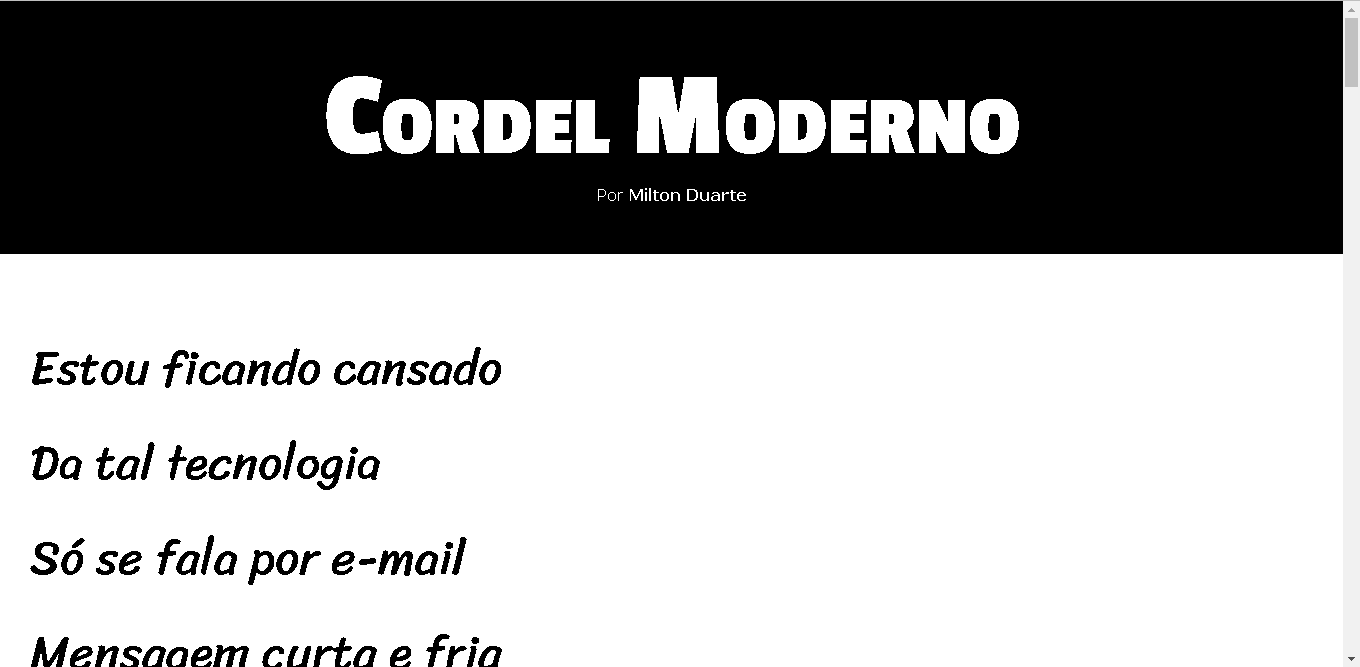 Cordel Moderno
Por Milton Duarte
Estou ficando cansado
Da tal tecnologia
Só se fala por e-mail
Mensagem curta e fria